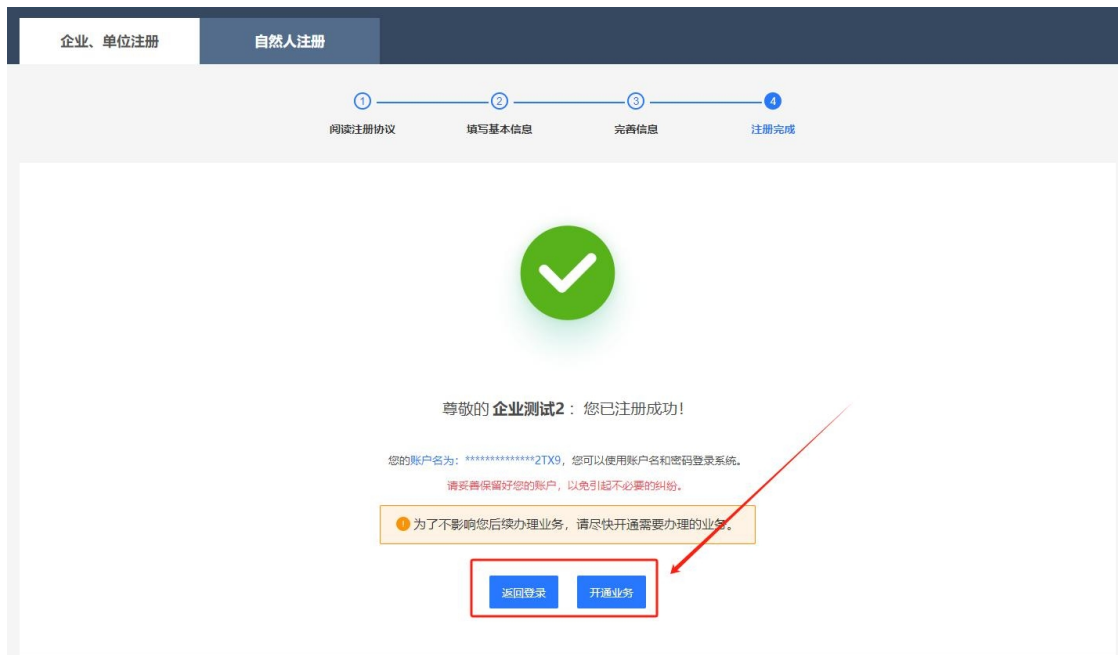 企业、单位注册 自然人注册
1 2 3 4
阅读注册协议 填写基本信息 完善信息 注册完成
尊敬的 企业测试2： 您已注册成功！
您的账户名为：**************2TX9，您可以使用账户名和密码登录系统。
请妥善保留好您的账户，以免引起不必要的纠纷。
为了不影响您后续办理业务，请尽快开通需要办理的业务。
返回登录 开通业务